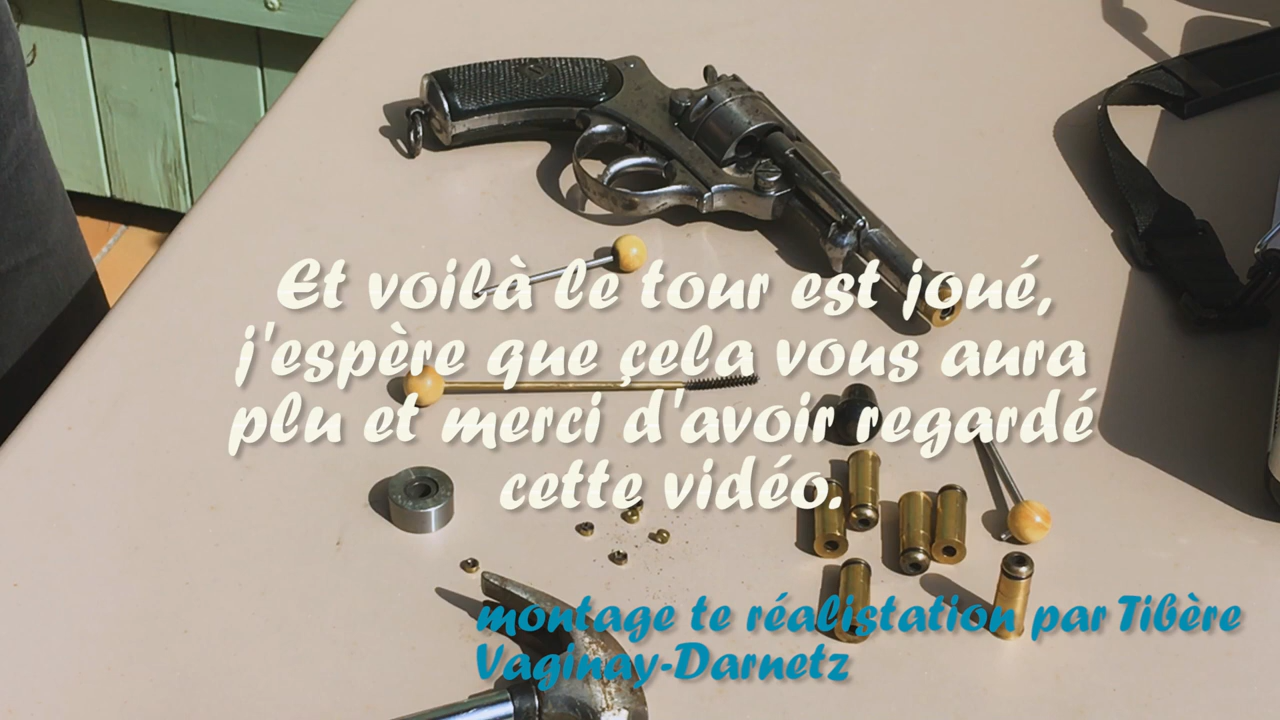 Et voilà le tour est joué,
j'espère que çela vous aura
plu et merci d'avoir regardé
cette vidéo.
montage te réalistation par Tibère
Vaginay-Darnetz